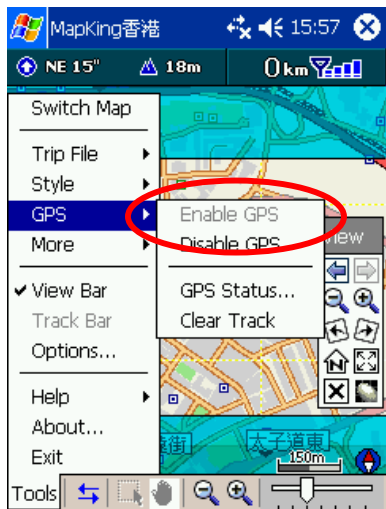 MapKing香港 15:57
NE 15" 18m 0km
Switch Map
Trip File
Style
GPS
More
View Bar
Track Bar
Options...
Help
About...
Exit
Enable GPS
Disable GPS
GPS Status...
Clear Track
View
太子道東
150m
Tools